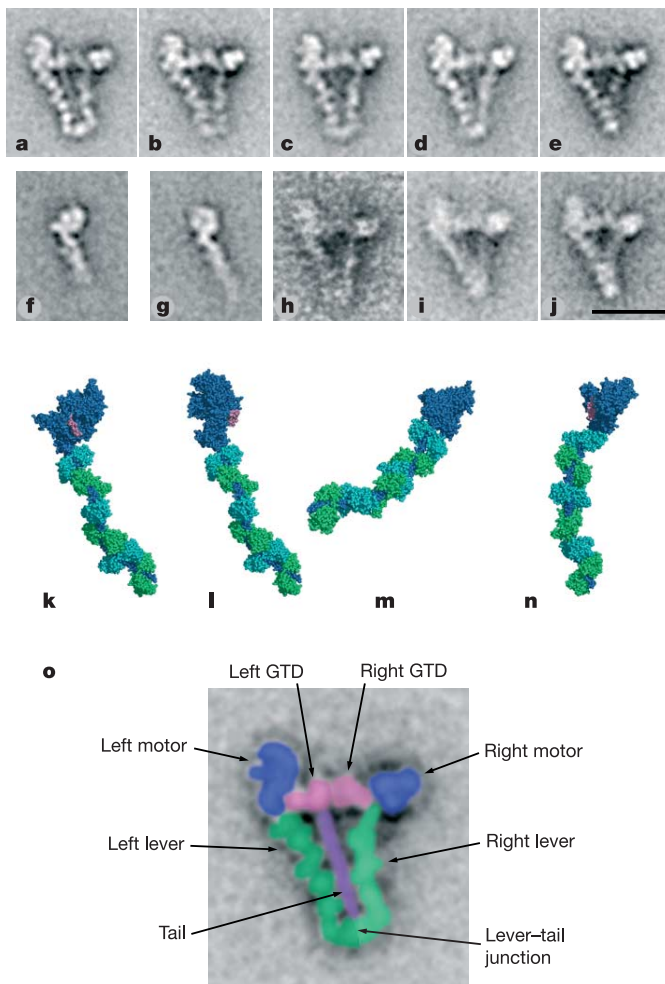 a b c d e
f g h i j
k l m n
o
Left GTD Right GTD
Left motor Right motor
Left lever Right lever
Tail Lever–tail
junction